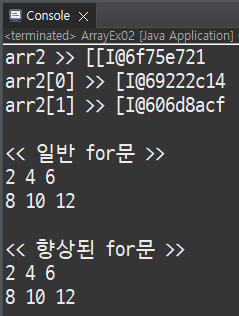 Console
<terminated> ArrayEx02 [Java Application]
arr2 >> [[I@6f75e721
arr2[0] >> [I@69222c14
arr2[1] >> [I@606d8acf
<< 일반 for문 >>
2 4 6
8 10 12
<< 향상된 for문 >>
2 4 6
8 10 12